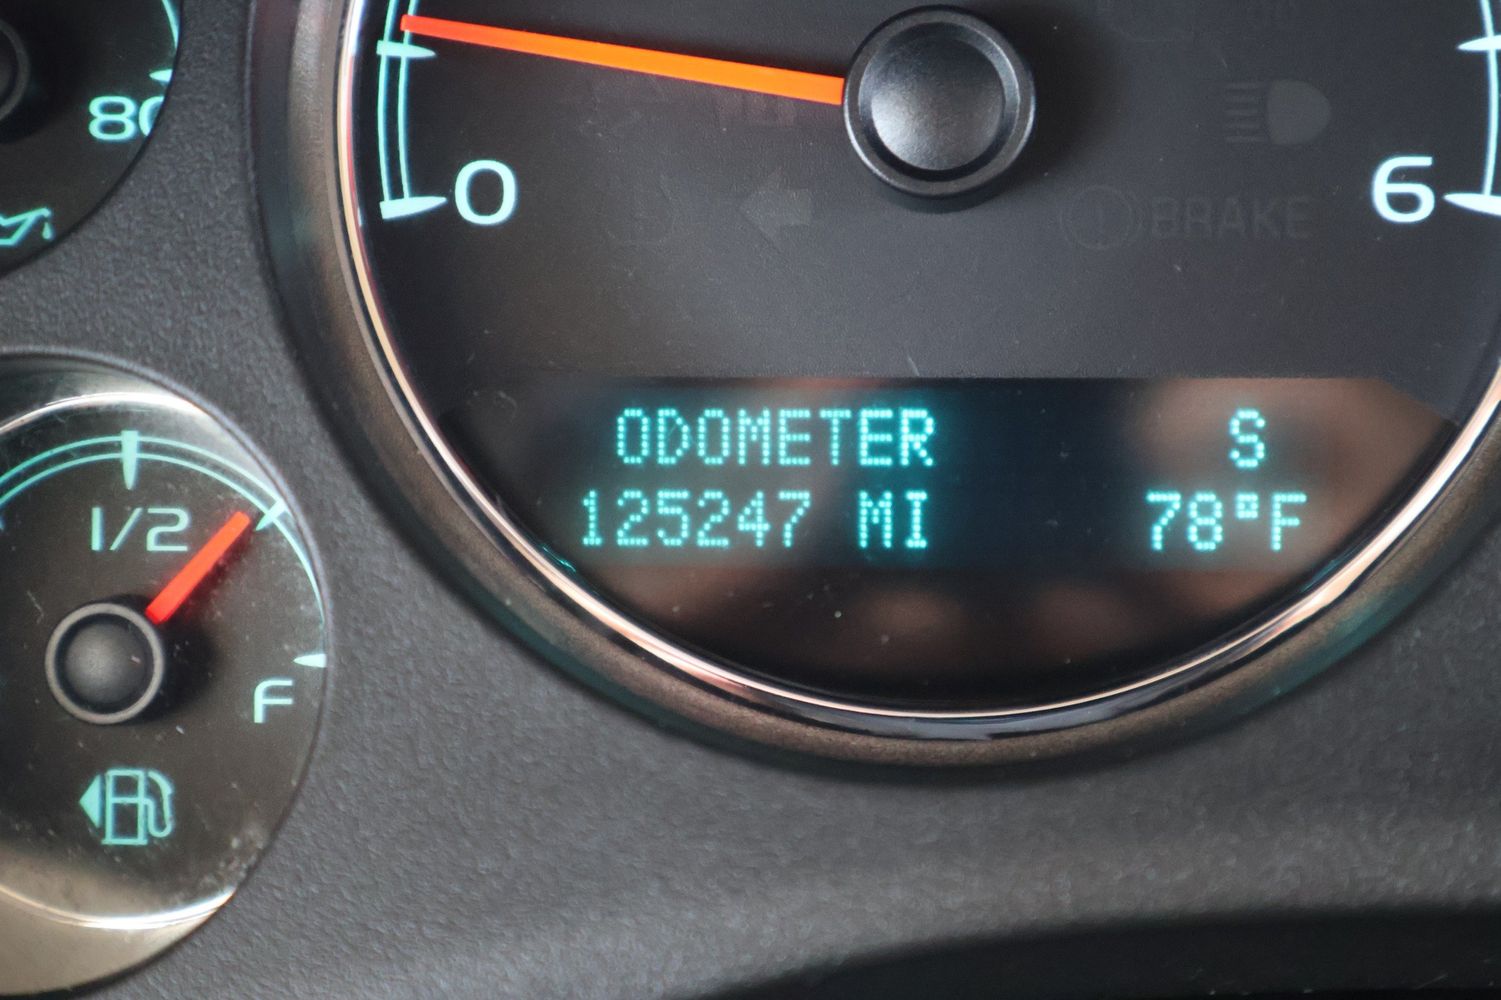 80
0
6
BRAKE
ODOMETER S
125247 MI 78°F
1/2
F